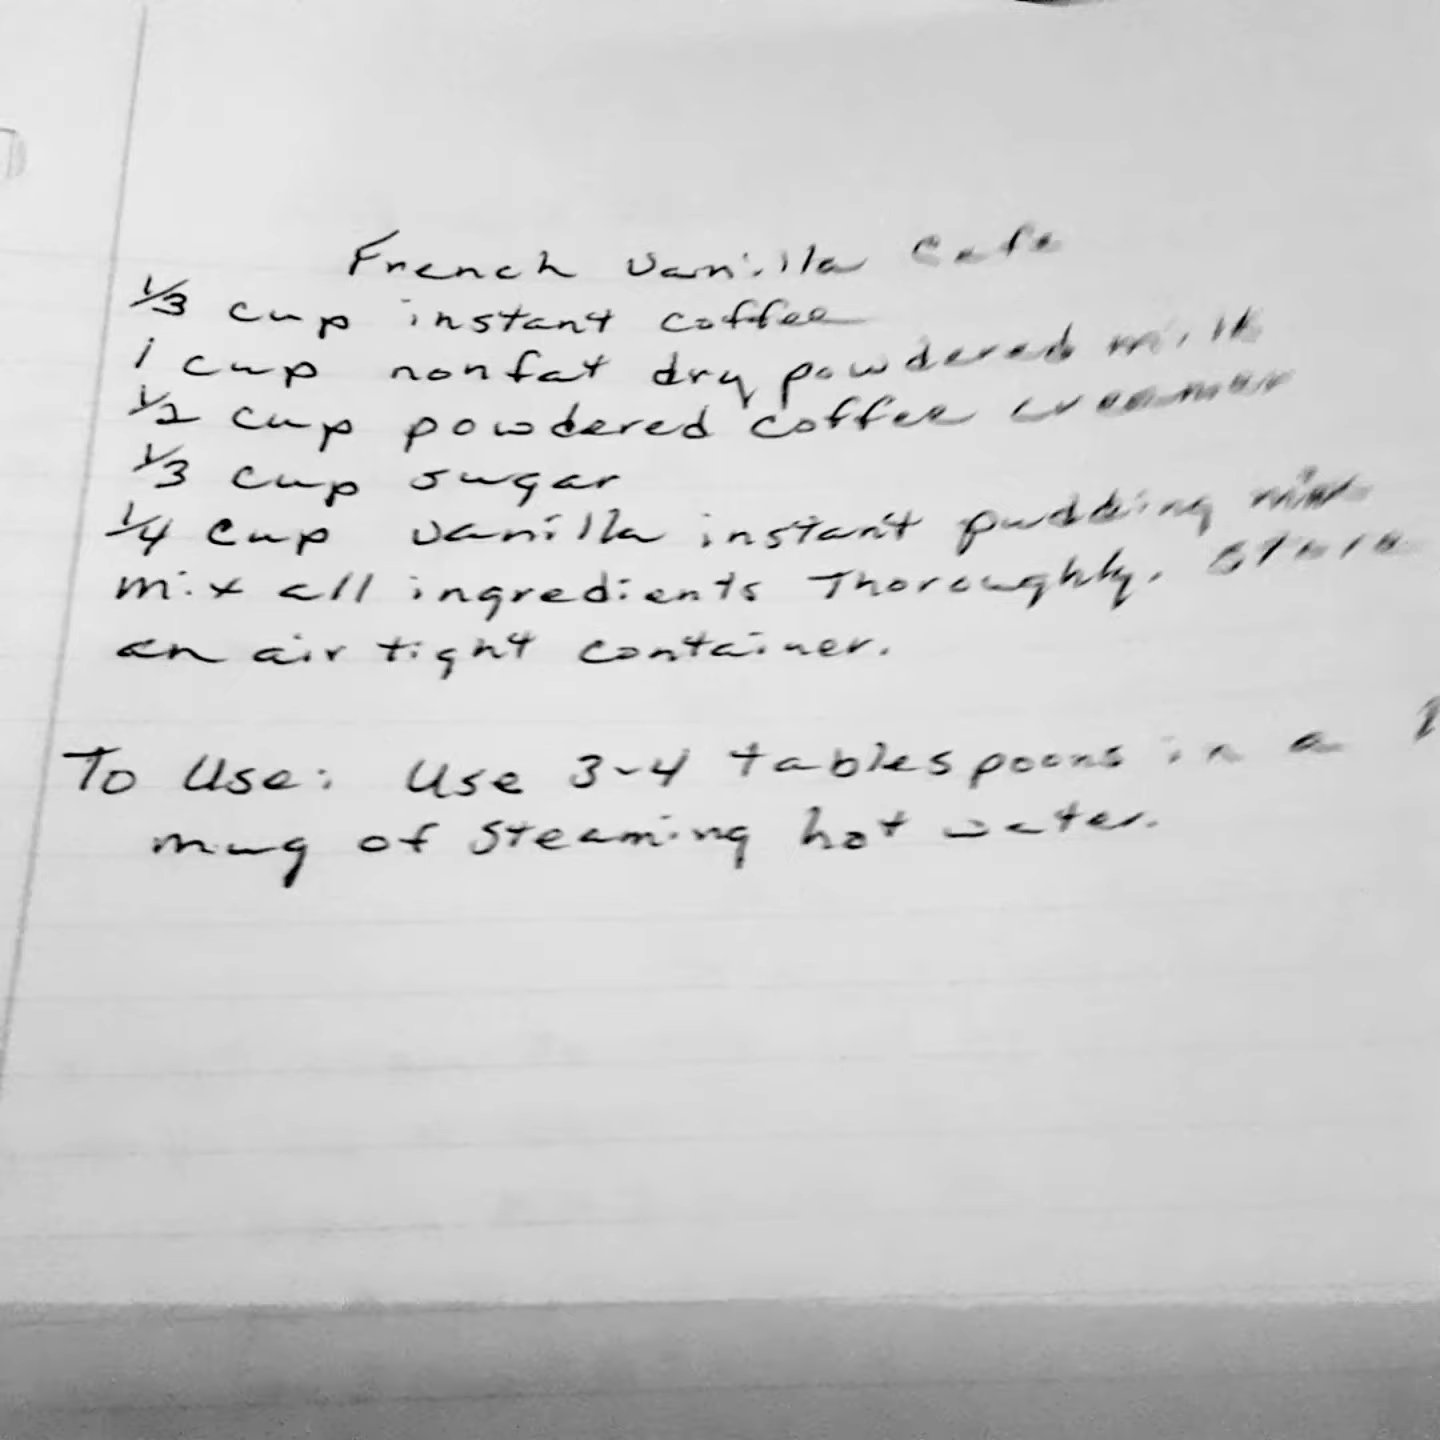 French Vanilla Cafe
1/3 cup instant coffee
1 cup nonfat dry powdered milk
1/2 cup powdered coffee creamer
1/3 cup sugar
1/4 cup vanilla instant pudding mix
mix all ingredients Thoroughly. Store
an air tight container.
To Use: Use 3-4 tablespoons in a
mug of Steaming hot water.